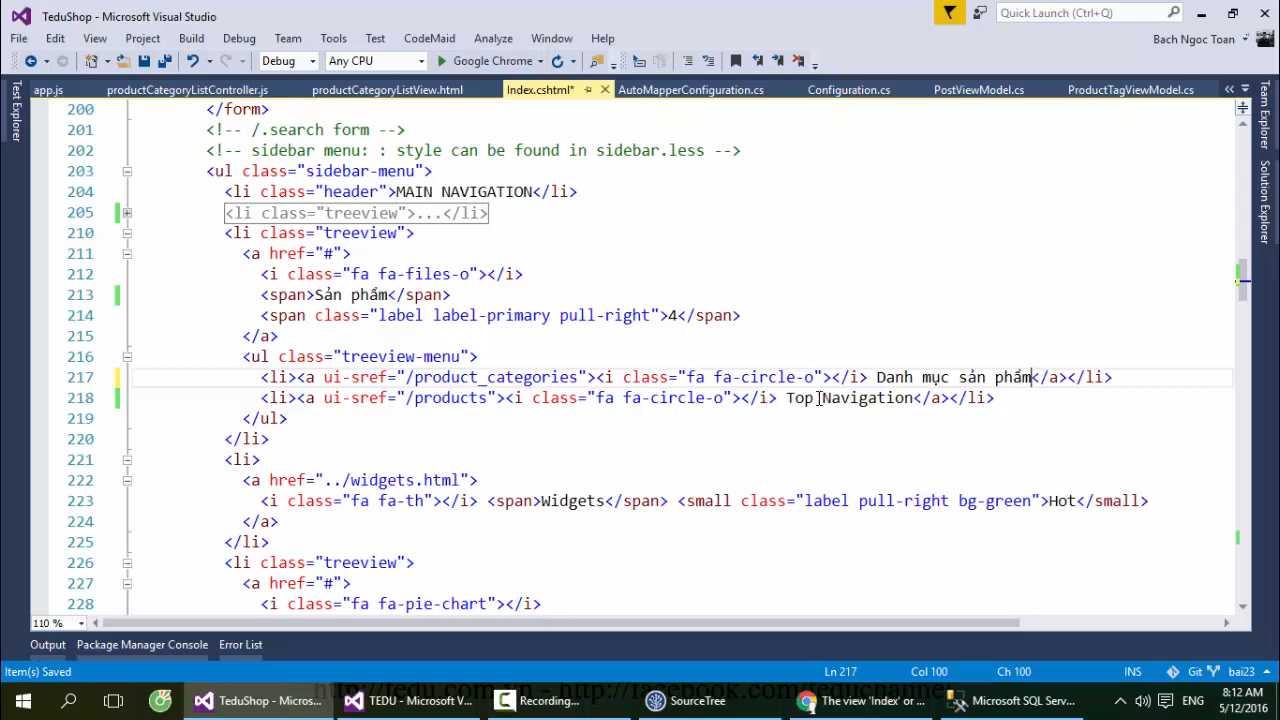 TeduShop - Microsoft Visual Studio
Quick Launch (Ctrl+Q)
File Edit View Project Build Debug Team Tools Test CodeMaid Analyze Window Help
Bach Ngoc Toan
Debug Any CPU Google Chrome
app.js productCategoryListController.js productCategoryListView.html Index.cshtml* AutoMapperConfiguration.cs Configuration.cs PostViewModel.cs ProductTagViewModel.cs
Test Explorer
Team Explorer
Solution Explorer
200 </form>
201 <!-- /.search form -->
202 <!-- sidebar menu: : style can be found in sidebar.less -->
203 <ul class="sidebar-menu">
204 <li class="header">MAIN NAVIGATION</li>
205 <li class="treeview">...</li>
210 <li class="treeview">
211 <a href="#">
212 <i class="fa fa-files-o"></i>
213 <span>Sản phẩm</span>
214 <span class="label label-primary pull-right">4</span>
215 </a>
216 <ul class="treeview-menu">
217 <li><a ui-sref="/product_categories"><i class="fa fa-circle-o"></i> Danh mục sản phẩm</a></li>
218 <li><a ui-sref="/products"><i class="fa fa-circle-o"></i> Top Navigation</a></li>
219 </ul>
220 </li>
221 <li>
222 <a href="../widgets.html">
223 <i class="fa fa-th"></i> <span>Widgets</span> <small class="label pull-right bg-green">Hot</small>
224 </a>
225 </li>
226 <li class="treeview">
227 <a href="#">
228 <i class="fa fa-pie-chart"></i>
110 %
Output Package Manager Console Error List
Item(s) Saved Ln 217 Col 100 Ch 100 INS Git bai23
TeduShop - Micros... TEDU - Microsoft V... Recording... SourceTree The view 'Index' or ... Microsoft SQL Serv... ENG 8:12 AM
5/12/2016